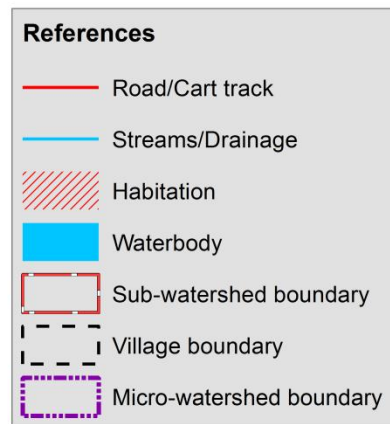 References
Road/Cart track
Streams/Drainage
Habitation
Waterbody
Sub-watershed boundary
Village boundary
Micro-watershed boundary